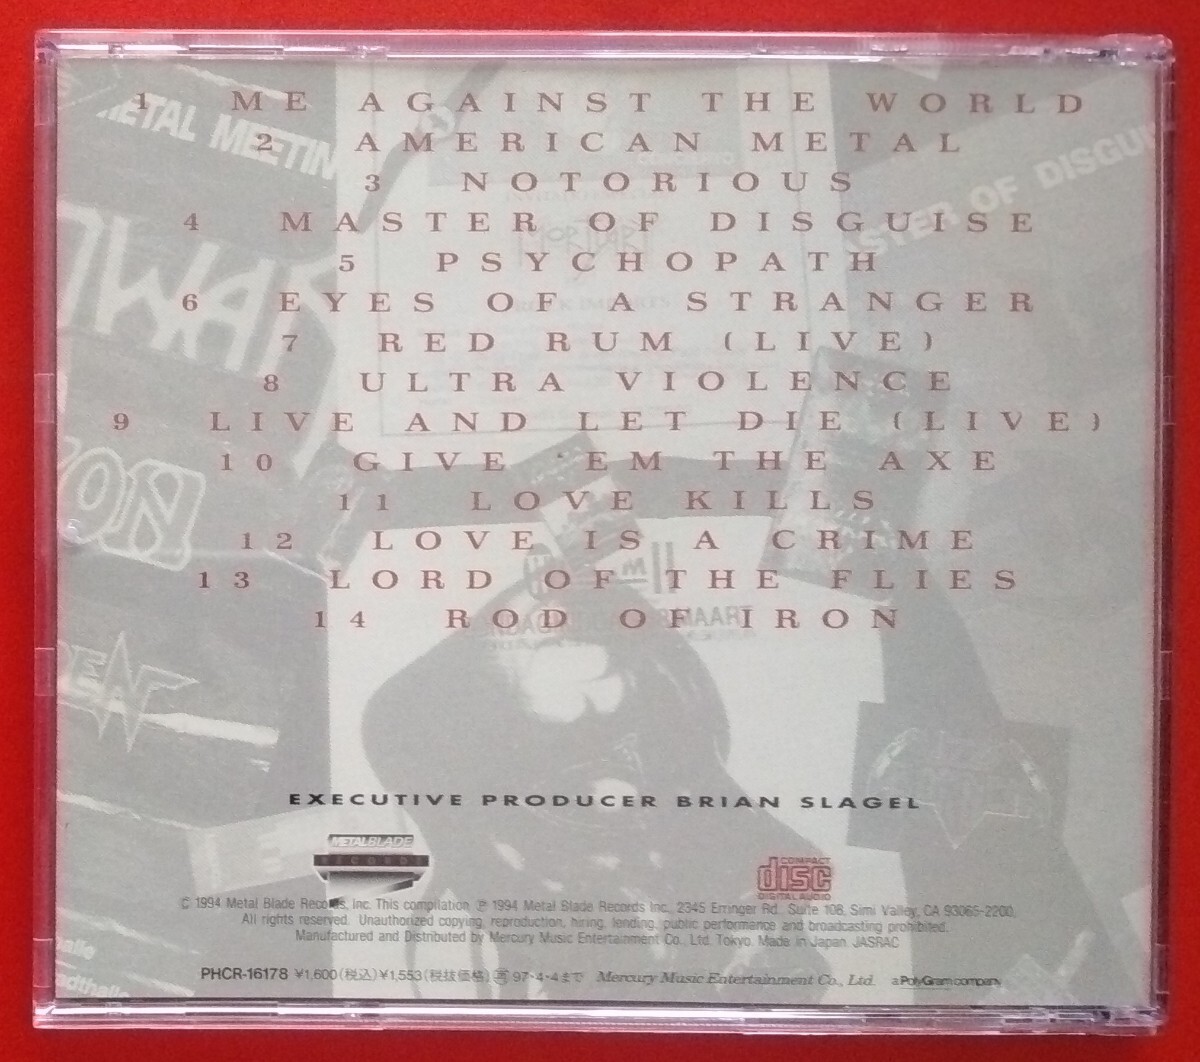 1 ME AGAINST THE WORLD
2 AMERICAN METAL
3 NOTORIOUS
4 MASTER OF DISGUISE
5 PSYCHOPATH
6 EYES OF A STRANGER
7 RED RUM (LIVE)
8 ULTRA VIOLENCE
9 LIVE AND LET DIE (LIVE)
10 GIVE 'EM THE AXE
11 LOVE KILLS
12 LOVE IS A CRIME
13 LORD OF THE FLIES
14 ROD OF IRON
METAL MEETIN
STER OF DISGU
EXECUTIVE PRODUCER BRIAN SLAGEL
METALBLADE
RECORDS
COMPACT
disc
DIGITAL AUDIO
© 1994 Metal Blade Records, Inc. This compilation ℗ 1994 Metal Blade Records Inc., 2345 Erringer Rd., Suite 108, Simi Valley, CA 93065-2200,
All rights reserved. Unauthorized copying, reproduction, hiring, lending, public performance and broadcasting prohibited.
Manufactured and Distributed by Mercury Music Entertainment Co., Ltd. Tokyo. Made in Japan. JASRAC
PHCR-16178 ¥1,600(税込)¥1,553(税抜価格)再 97・4・4まで Mercury Music Entertainment Co., Ltd. a PolyGram company